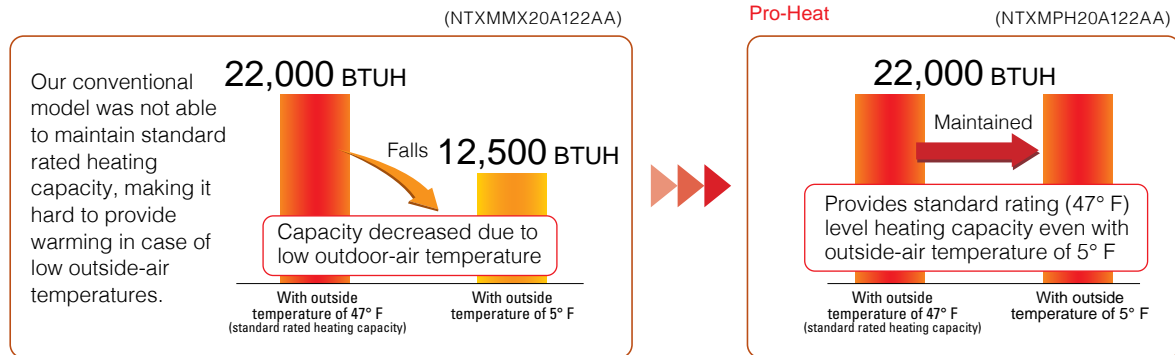 (NTXMMX20A122AA)
Our conventional
model was not able
to maintain standard
rated heating
capacity, making it
hard to provide
warming in case of
low outside-air
temperatures.
22,000 BTUH
Falls
12,500 BTUH
Capacity decreased due to
low outdoor-air temperature
With outside
temperature of 47° F
(standard rated heating capacity)
With outside
temperature of 5° F
Pro-Heat
(NTXMPH20A122AA)
22,000 BTUH
Maintained
Provides standard rating (47° F)
level heating capacity even with
outside-air temperature of 5° F
With outside
temperature of 47° F
(standard rated heating capacity)
With outside
temperature of 5° F